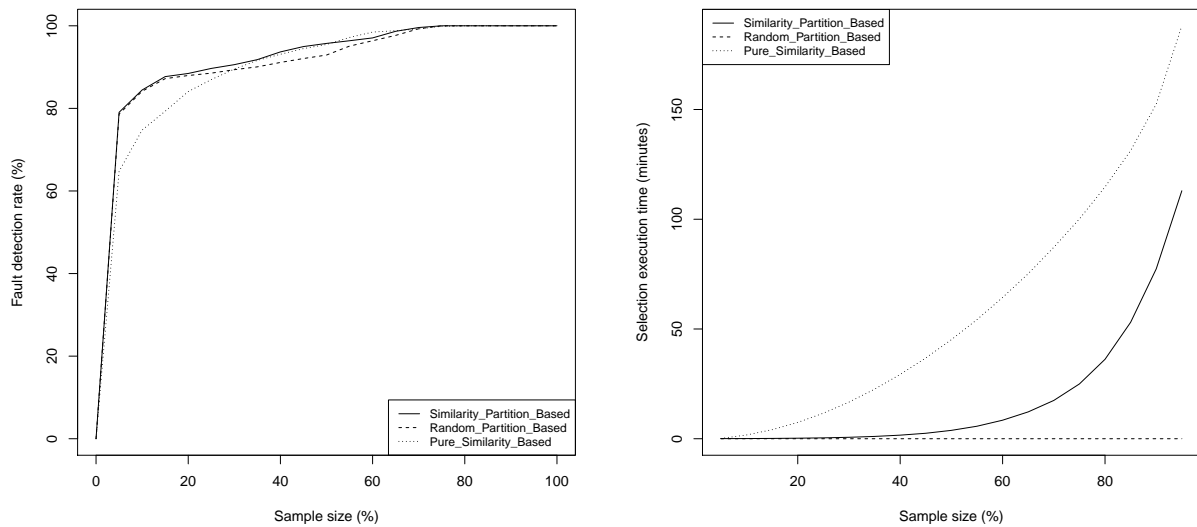 100
80
60
40
20
0
Fault detection rate (%)
Similarity_Partition_Based
Random_Partition_Based
Pure_Similarity_Based
0 20 40 60 80 100
Sample size (%)
Similarity_Partition_Based
Random_Partition_Based
Pure_Similarity_Based
150
100
50
0
Selection execution time (minutes)
20 40 60 80
Sample size (%)